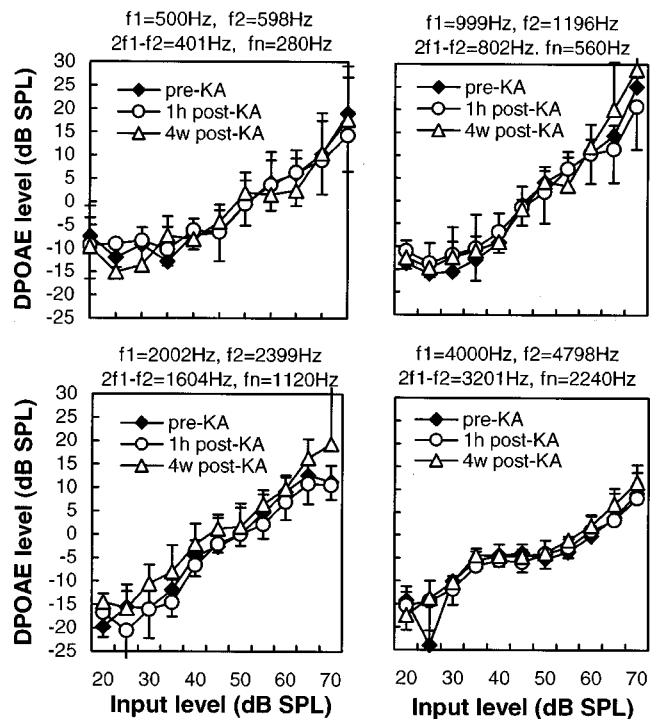 f1=500Hz, f2=598Hz
2f1-f2=401Hz, fn=280Hz
f1=999Hz, f2=1196Hz
2f1-f2=802Hz. fn=560Hz
DPOAE level (dB SPL)
30
25
20
15
10
5
0
-5
-10
-15
-20
-25
pre-KA
1h post-KA
4w post-KA
pre-KA
1h post-KA
4w post-KA
f1=2002Hz, f2=2399Hz
2f1-f2=1604Hz, fn=1120Hz
f1=4000Hz, f2=4798Hz
2f1-f2=3201Hz, fn=2240Hz
DPOAE level (dB SPL)
30
25
20
15
10
5
0
-5
-10
-15
-20
-25
pre-KA
1h post-KA
4w post-KA
pre-KA
1h post-KA
4w post-KA
20 30 40 50 60 70
20 30 40 50 60 70
Input level (dB SPL)
Input level (dB SPL)